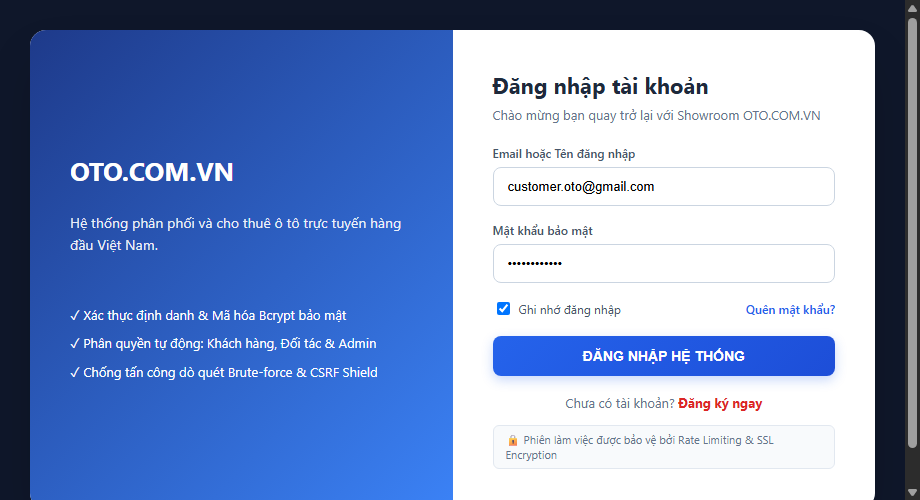 OTO.COM.VN
Hệ thống phân phối và cho thuê ô tô trực tuyến hàng
đầu Việt Nam.
✓ Xác thực định danh & Mã hóa Bcrypt bảo mật
✓ Phân quyền tự động: Khách hàng, Đối tác & Admin
✓ Chống tấn công dò quét Brute-force & CSRF Shield
Đăng nhập tài khoản
Chào mừng bạn quay trở lại với Showroom OTO.COM.VN
Email hoặc Tên đăng nhập
customer.oto@gmail.com
Mật khẩu bảo mật
••••••••••••
Ghi nhớ đăng nhập
Quên mật khẩu?
ĐĂNG NHẬP HỆ THỐNG
Chưa có tài khoản? Đăng ký ngay
🔒 Phiên làm việc được bảo vệ bởi Rate Limiting & SSL
Encryption